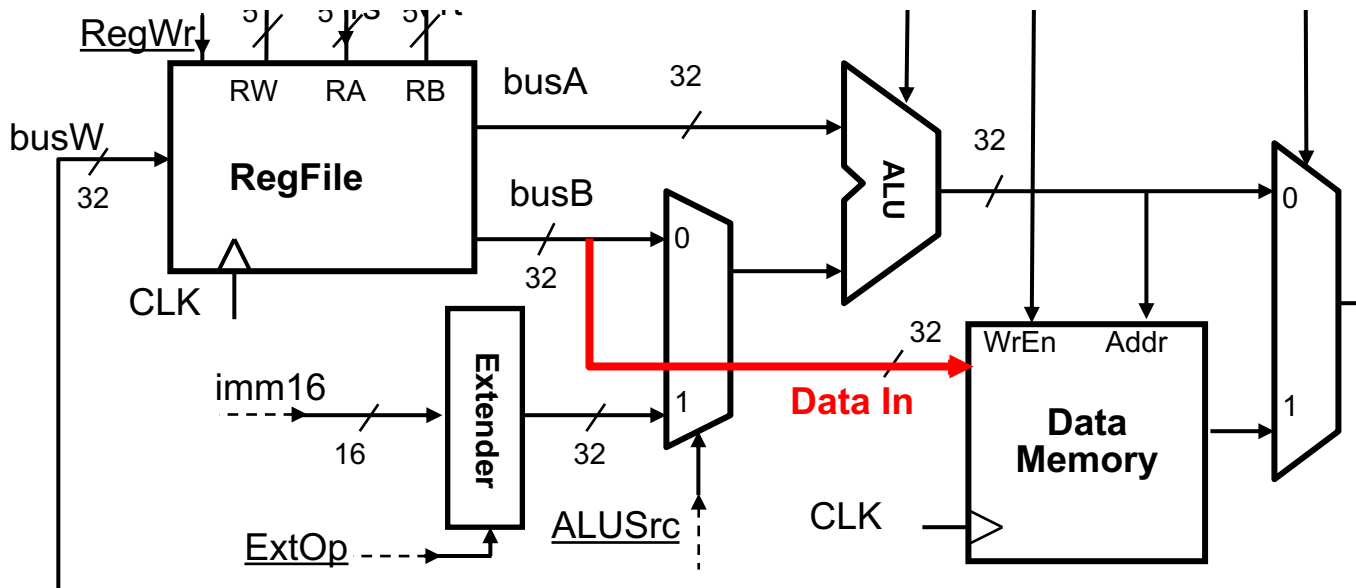 5 5 5
RegWr
RW RA RB
busA
32
busW
32
RegFile
ALU
32
busB
32
0
0
CLK
32
WrEn Addr
Extender
imm16
16
32
1
Data In
1
Data
Memory
CLK
ALUSrc
ExtOp